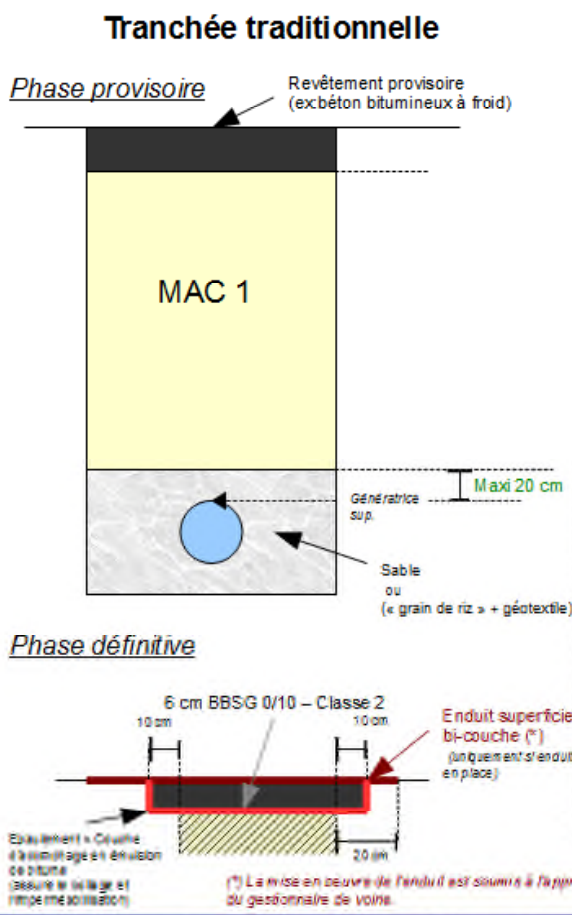 Tranchée traditionnelle
Phase provisoire
Revêtement provisoire
(ex:béton bitumineux à froid)
MAC 1
Maxi 20 cm
Génératrice
sup.
Sable
ou
(« grain de riz » + géotextile)
Phase définitive
6 cm BBSG 0/10 – Classe 2
10 cm
10 cm
Enduit superficie
bi-couche (*)
(uniquement si enduit
en place)
Epaulement + Couche
d'accrochage en émulsion
de bitume
(assure le collage et
l'imperméabilisation)
20 cm
(*) La mise en oeuvre de l'enduit est soumis à l'appr
du gestionnaire de voirie.